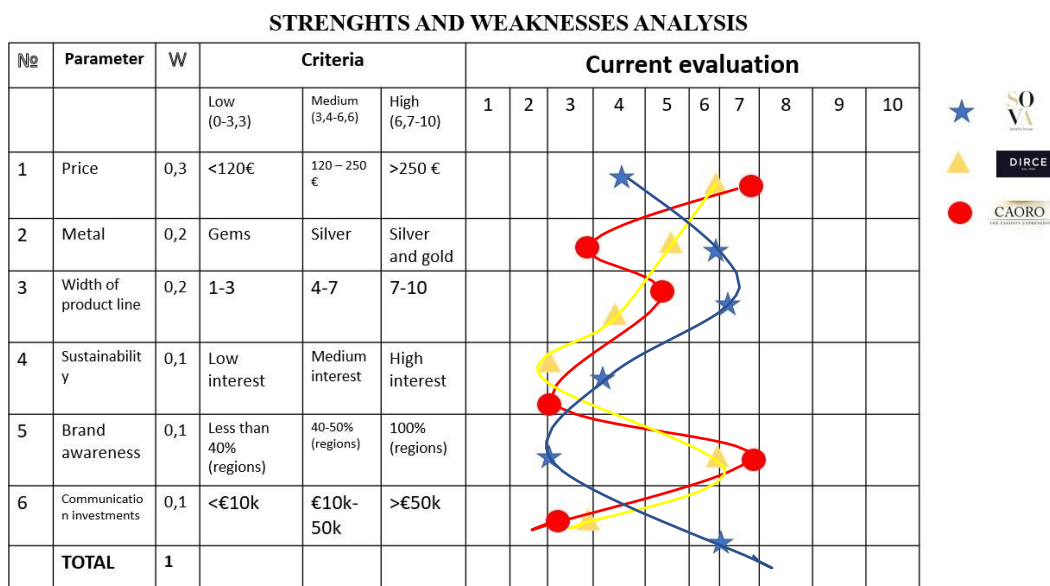 STRENGHTS AND WEAKNESSES ANALYSIS
№ Parameter W Criteria Current evaluation
Low
(0-3,3)
Medium
(3,4-6,6)
High
(6,7-10)
1 2 3 4 5 6 7 8 9 10
1 Price 0,3 <120€ 120 – 250
€
>250 €
2 Metal 0,2 Gems Silver Silver
and gold
3 Width of
product line
0,2 1-3 4-7 7-10
4 Sustainabilit
y
0,1 Low
interest
Medium
interest
High
interest
5 Brand
awareness
0,1 Less than
40%
(regions)
40-50%
(regions)
100%
(regions)
6 Communicatio
n investments
0,1 <€10k €10k-
50k
>€50k
TOTAL 1
SO
VA
DIRCE
CAORO